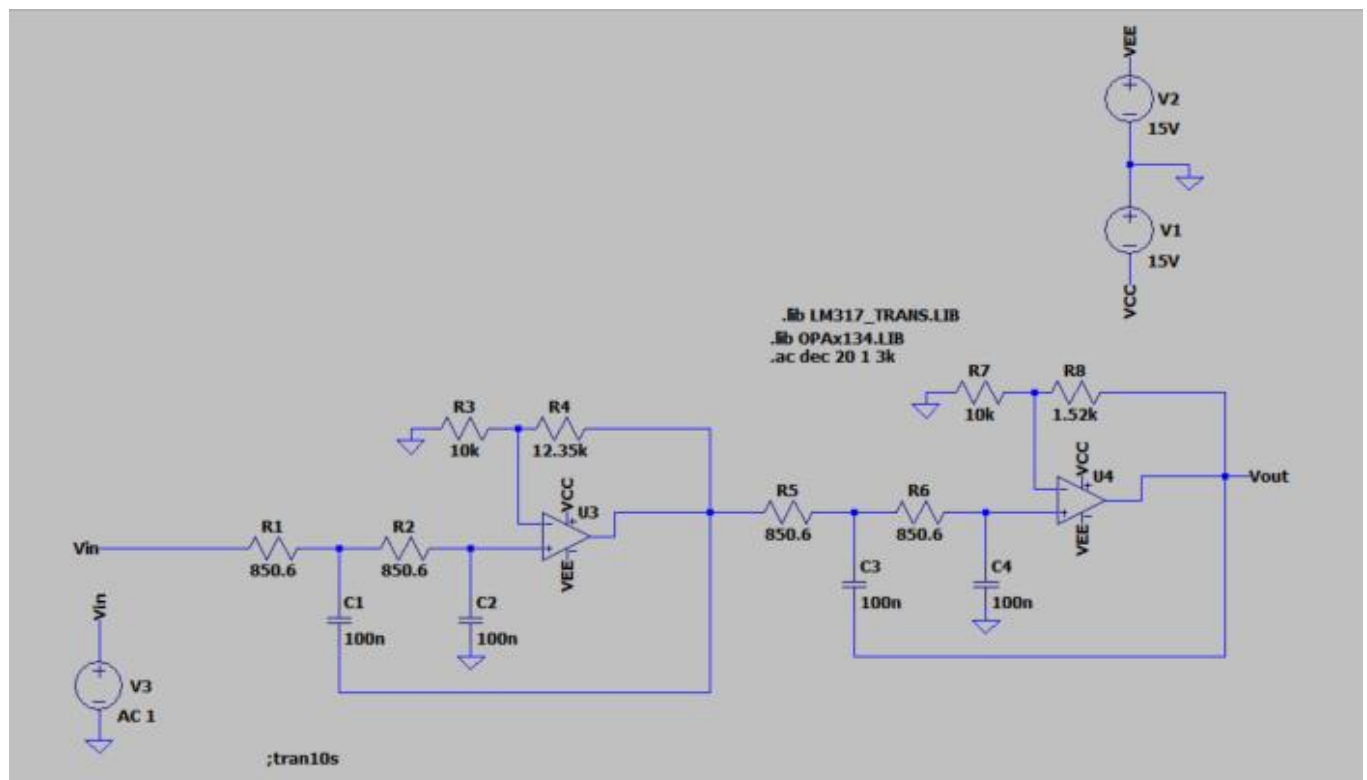 VEE
V2
15V
V1
15V
VCC
.lib LM317_TRANS.LIB
.lib OPAx134.LIB
.ac dec 20 1 3k
R7
R8
10k
1.52k
R3
R4
10k
12.35k
VCC
U4
Vout
VEE
R5
R6
850.6
850.6
VCC
U3
VEE
Vin
R1
R2
850.6
850.6
C3
100n
C4
100n
C1
100n
C2
100n
Vin
V3
AC 1
;tran10s